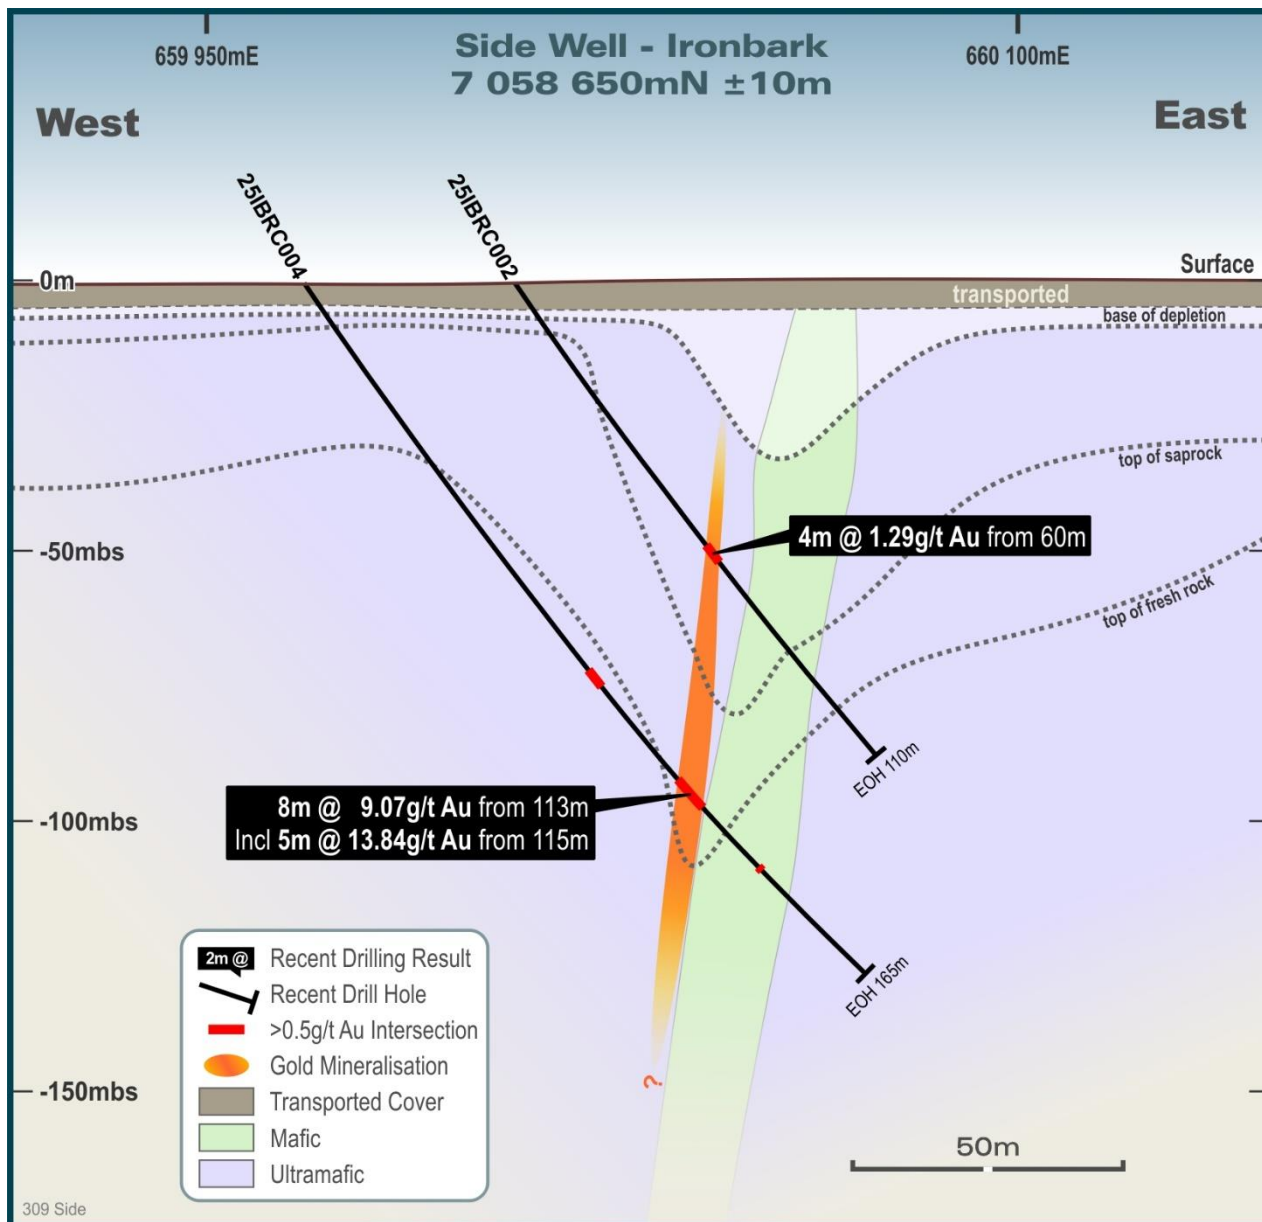 659 950mE
Side Well - Ironbark
7 058 650mN ±10m
660 100mE
West
East
25IBRC004
25IBRC002
0m
Surface
transported
base of depletion
top of saprock
-50mbs
4m @ 1.29g/t Au from 60m
top of fresh rock
EOH 110m
8m @ 9.07g/t Au from 113m
Incl 5m @ 13.84g/t Au from 115m
-100mbs
EOH 165m
2m @ Recent Drilling Result
Recent Drill Hole
>0.5g/t Au Intersection
Gold Mineralisation
Transported Cover
Mafic
Ultramafic
?
-150mbs
50m
309 Side